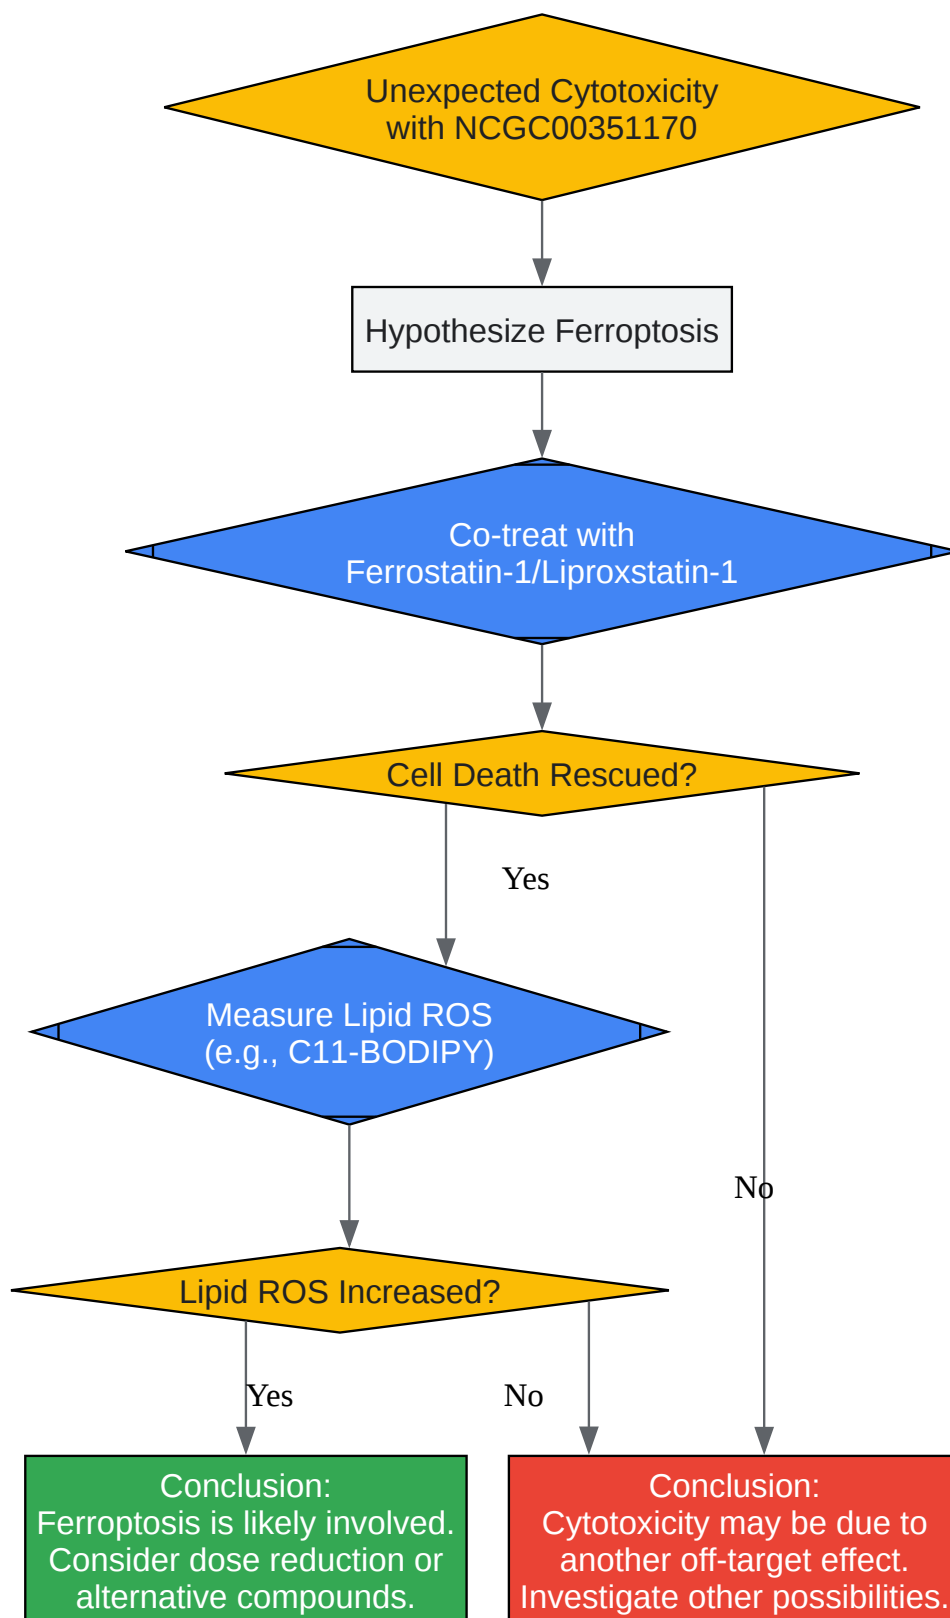 Unexpected Cytotoxicity
with NCGC00351170
Hypothesize Ferroptosis
Co-treat with
Ferrostatin-1/Liproxstatin-1
Cell Death Rescued?
Yes
Measure Lipid ROS
(e.g., C11-BODIPY)
No
Lipid ROS Increased?
Yes
No
Conclusion:
Ferroptosis is likely involved.
Consider dose reduction or
alternative compounds.
Conclusion:
Cytotoxicity may be due to
another off-target effect.
Investigate other possibilities.